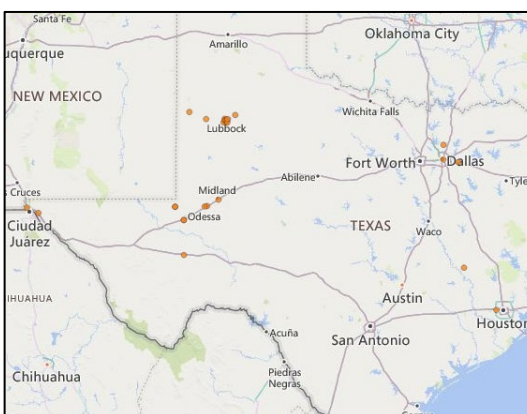 Santa Fe
Oklahoma City
Amarillo
uquerque
NEW MEXICO
Wichita Falls
Lubbock
Fort Worth
Dallas
Abilene
Tyle
Midland
s Cruces
Odessa
Ciudad
Juárez
TEXAS
Waco
IHUAHUA
Austin
Houston
San Antonio
Acuña
Piedras
Negras
Chihuahua